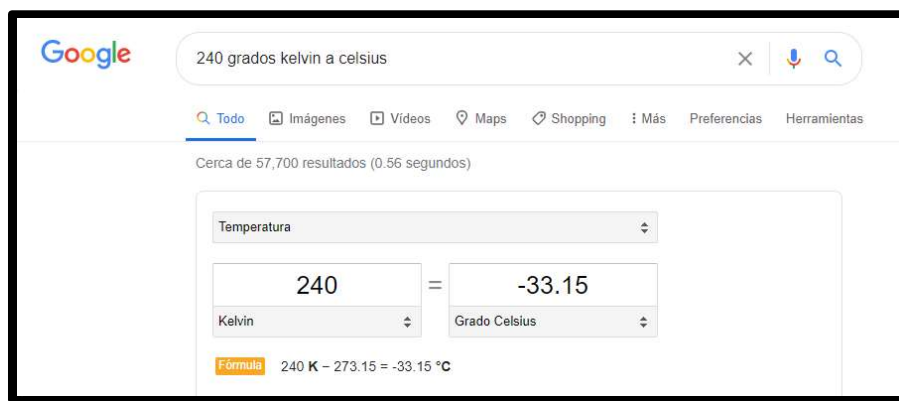 Google
240 grados kelvin a celsius
Todo Imágenes Vídeos Maps Shopping Más Preferencias Herramientas
Cerca de 57,700 resultados (0.56 segundos)
Temperatura
240 = -33.15
Kelvin Grado Celsius
Fórmula 240 K – 273.15 = -33.15 °C